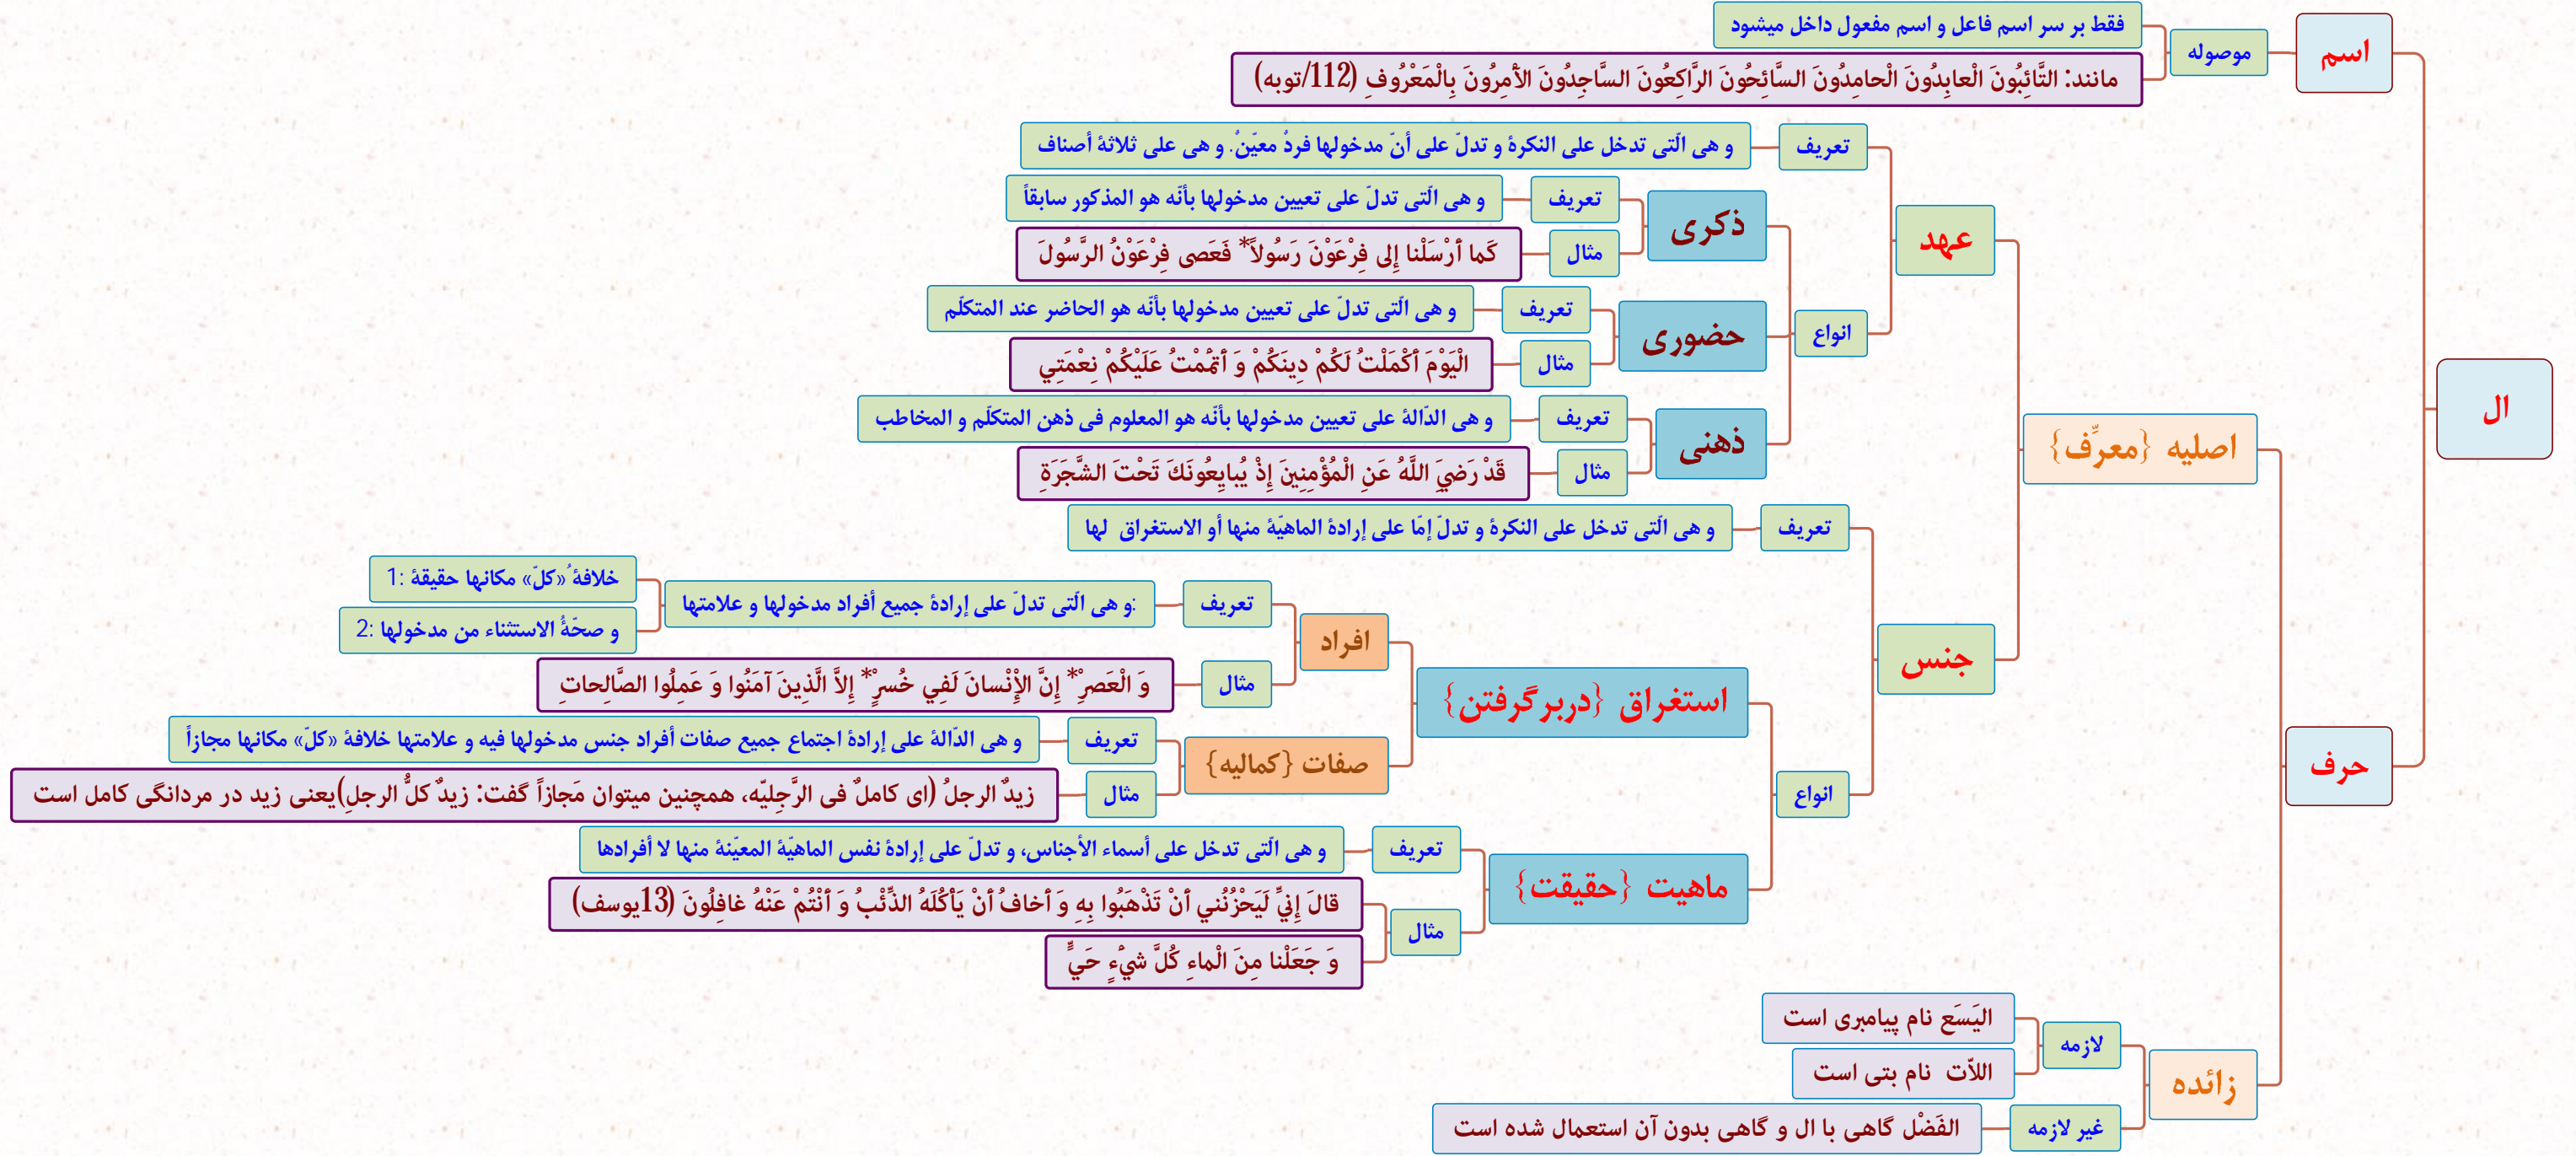 ال
اسم
موصوله
فقط بر سر اسم فاعل و اسم مفعول داخل میشود
مانند: التَّائِبُونَ الْعابِدُونَ الْحامِدُونَ السَّائِحُونَ الرَّاكِعُونَ السَّاجِدُونَ الْأمِرُونَ بِالْمَعْرُوفِ (112/توبه)
حرف
اصلیه {معرِّف}
عهد
تعریف
و هی الّتی تدخل علی النکرة و تدلّ علی أنّ مدخولها فردٌ معیّنٌ. و هی علی ثلاثة أصناف
انواع
ذکری
تعریف
و هی الّتی تدلّ علی تعیین مدخولها بأنّه هو المذکور سابقاً
مثال
كَما أَرْسَلْنا إِلى فِرْعَوْنَ رَسُولاً* فَعَصى فِرْعَوْنُ الرَّسُولَ
حضوری
تعریف
و هی الّتی تدلّ علی تعیین مدخولها بأنّه هو الحاضر عند المتکلّم
مثال
الْيَوْمَ أَكْمَلْتُ لَكُمْ دِينَكُمْ وَ أَتْمَمْتُ عَلَيْكُمْ نِعْمَتِي
ذهنی
تعریف
و هی الدّالة علی تعیین مدخولها بأنّه هو المعلوم فی ذهن المتکلّم و المخاطب
مثال
قَدْ رَضِيَ اللَّهُ عَنِ الْمُؤْمِنِينَ إِذْ يُبايِعُونَكَ تَحْتَ الشَّجَرَةِ
جنس
تعریف
و هی الّتی تدخل علی النکرة و تدلّ إمّا علی إرادة الماهیّة منها أو الاستغراق لها
انواع
استغراق {دربرگرفتن}
افراد
تعریف
:و هی الّتی تدلّ علی إرادة جمیع أفراد مدخولها و علامتها
خلافةُ «کلّ» مکانها حقیقة :1
و صحّةُ الاستثناء من مدخولها :2
مثال
وَ الْعَصْرِ* إِنَّ الْإِنْسانَ لَفِي خُسْرٍ* إِلاَّ الَّذِينَ آمَنُوا وَ عَمِلُوا الصَّالِحاتِ
صفات {کمالیه}
تعریف
و هی الدّالة علی إرادة اجتماع جمیع صفات أفراد جنس مدخولها فیه و علامتها خلافة «کلّ» مکانها مجازاً
مثال
زیدٌ الرجلُ (ای کاملٌ فی الرَّجِلیّه، همچنین میتوان مَجازاً گفت: زیدٌ کلُّ الرجلِ)یعنی زید در مردانگی کامل است
ماهیت {حقیقت}
تعریف
و هی الّتی تدخل علی أسماء الأجناس، و تدلّ علی إرادة نفس الماهیّة المعیّنة منها لا أفرادها
مثال
قالَ إِنِّي لَيَحْزُنُني أَنْ تَذْهَبُوا بِهِ وَ أَخافُ أَنْ يَأْكُلَهُ الذِّئْبُ وَ أَنْتُمْ عَنْهُ غافِلُونَ (13یوسف)
وَ جَعَلْنا مِنَ الْماءِ كُلَّ شَيْءٍ حَيٍّ
زائده
لازمه
الیَسَع نام پیامبری است
اللاّت نام بتی است
غیر لازمه
الفَضْل گاهی با ال و گاهی بدون آن استعمال شده است